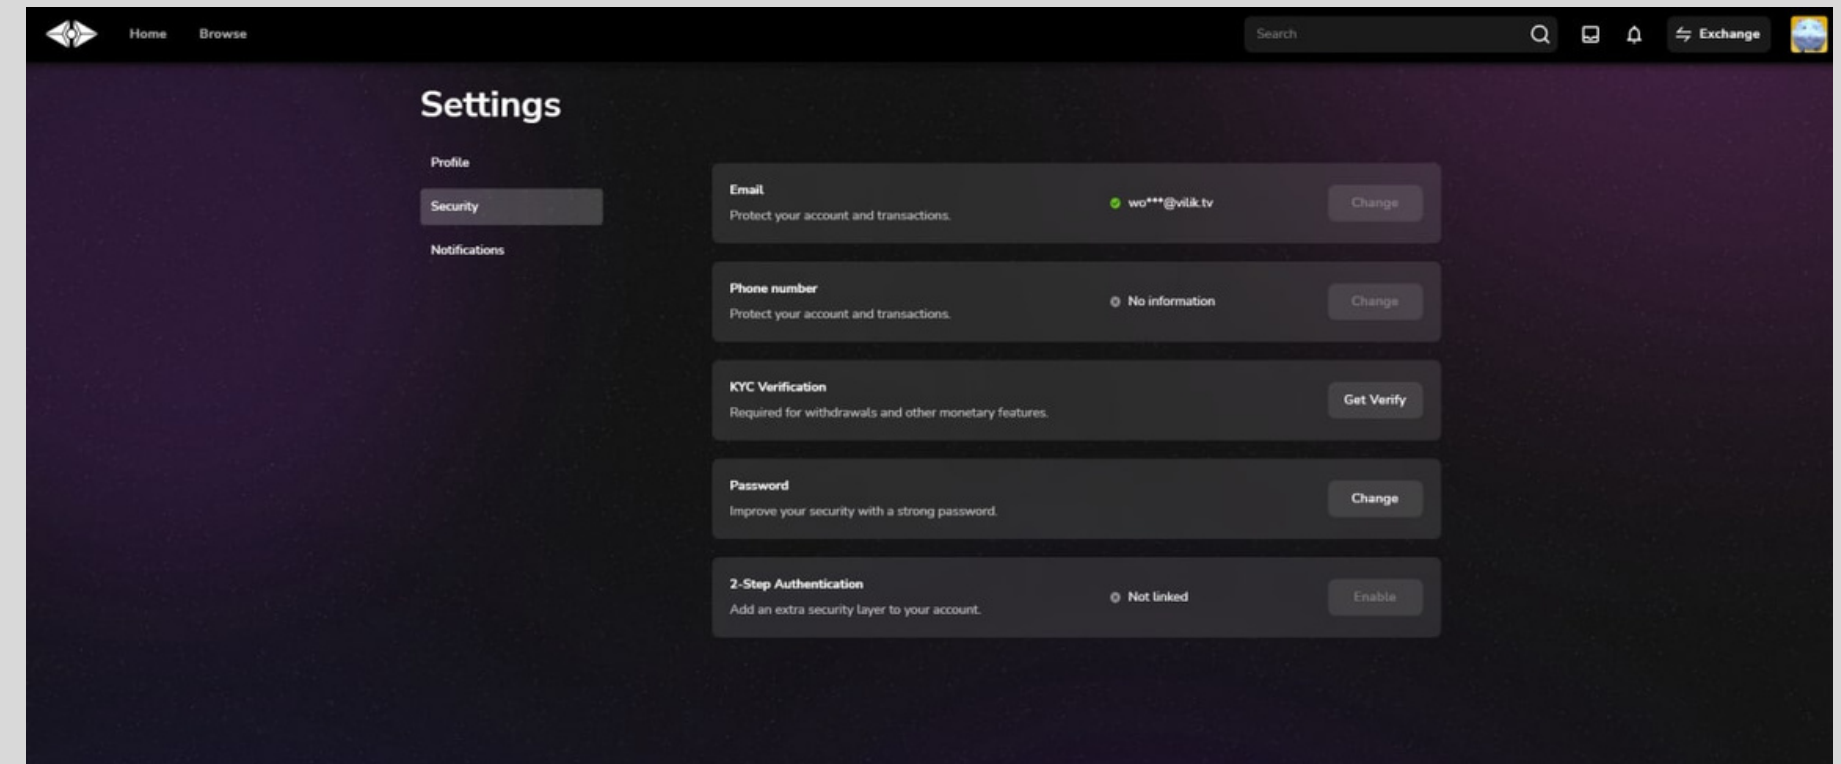 Home Browse Search Exchange
Settings
Profile
Security
Notifications
Email
Protect your account and transactions.
wo***@vilik.tv
Change
Phone number
Protect your account and transactions.
No information
Change
KYC Verification
Required for withdrawals and other monetary features.
Get Verify
Password
Improve your security with a strong password.
Change
2-Step Authentication
Add an extra security layer to your account.
Not linked
Enable